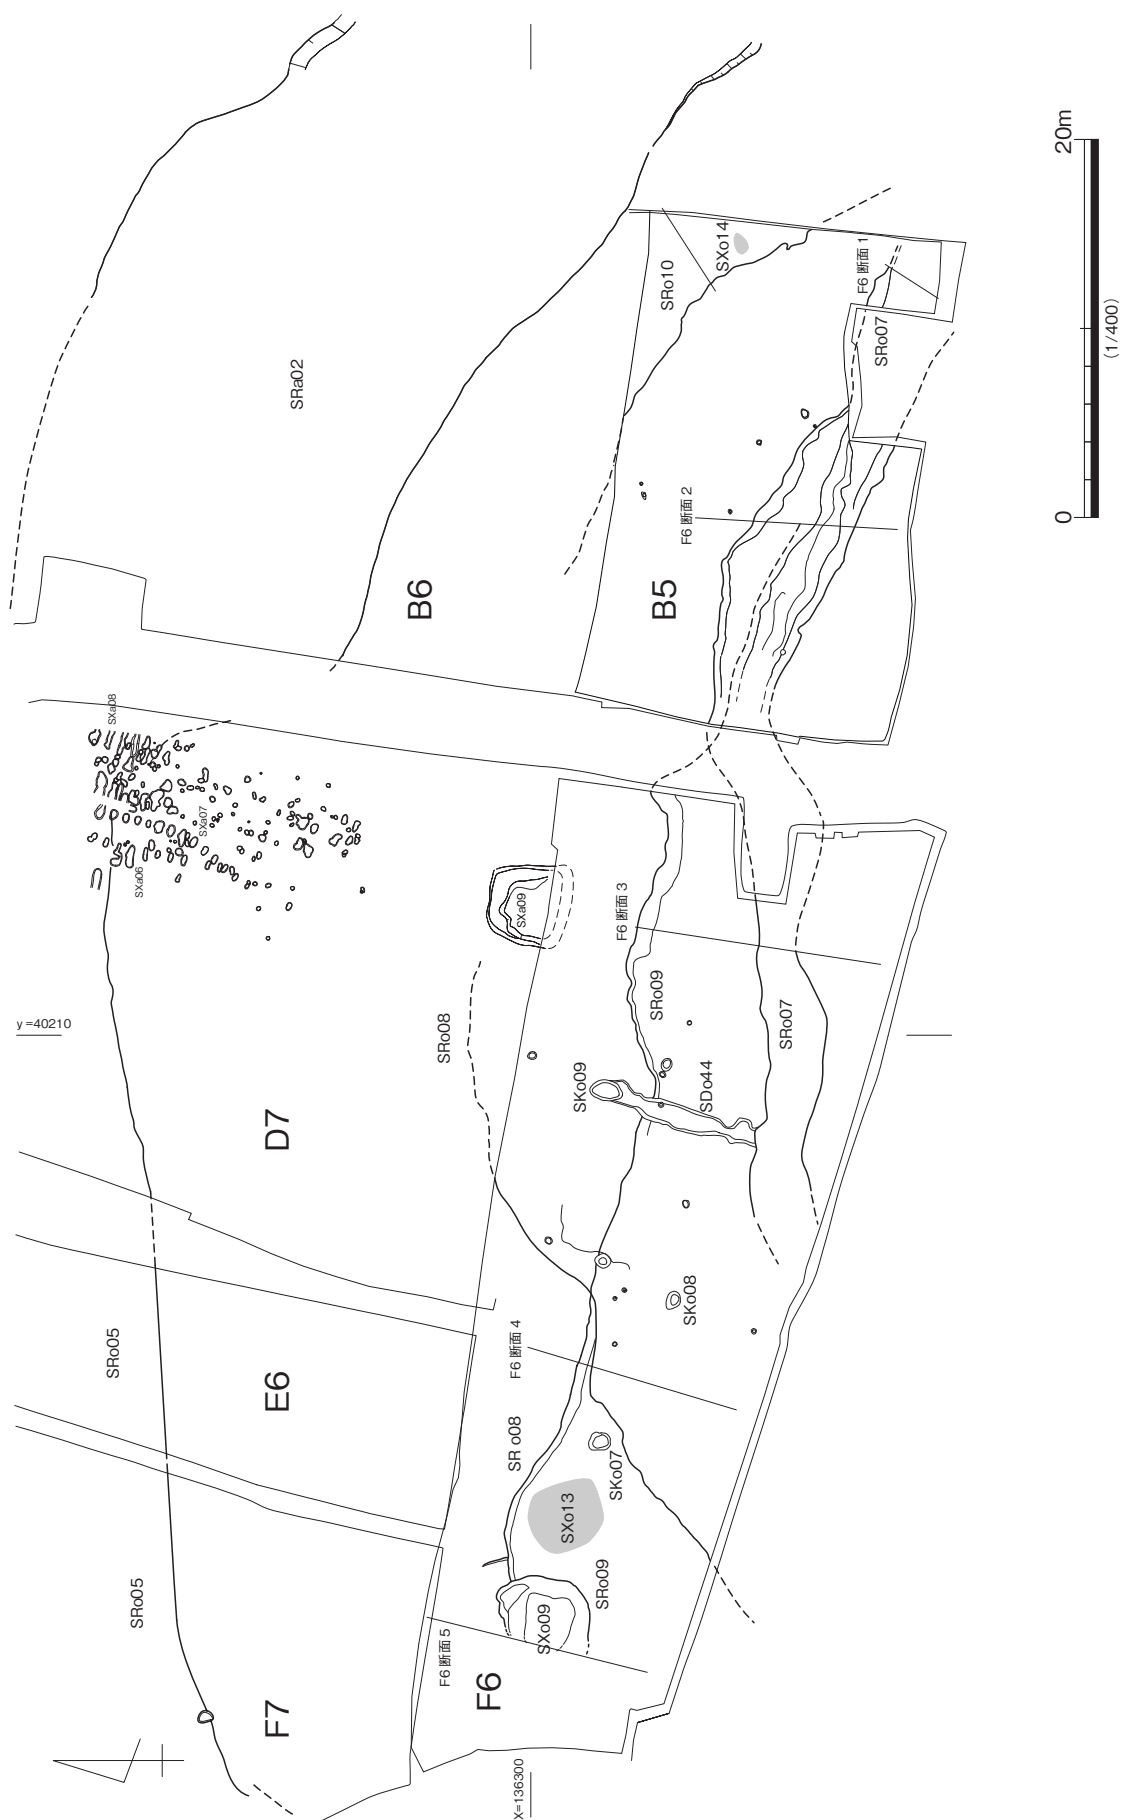 20m
0
(1/400)
SRa02
SRo10
SXo14
F6 断面 1
SRo07
F6 断面 2
B6
B5
SXa08
SXa07
SXa06
SXa09
F6 断面 3
SRo09
SRo08
SRo07
y=40210
SKo09
SDo44
D7
SKo08
SRo05
E6
F6 断面 4
SR o08
SKo07
SXo13
SRo05
SRo09
SXo09
F6 断面 5
F6
F7
X=136300